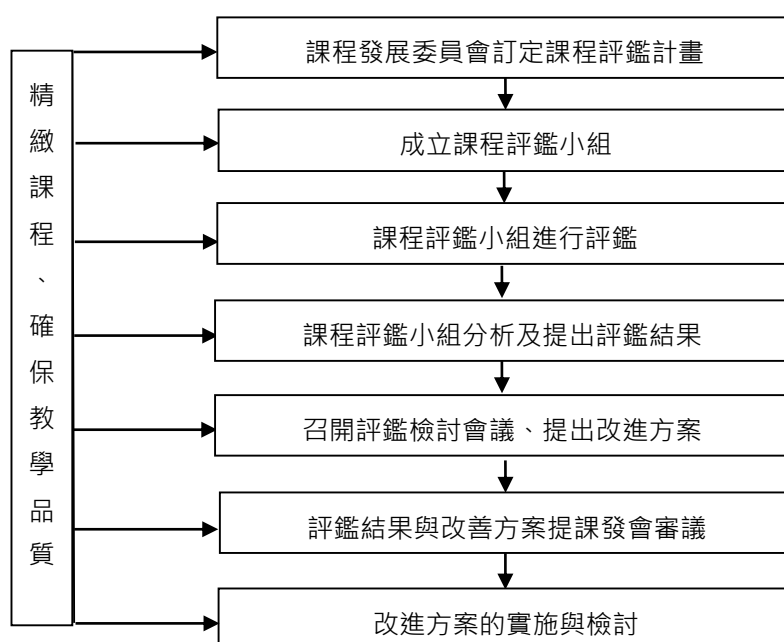 精緻課程、確保教學品質
課程發展委員會訂定課程評鑑計畫
成立課程評鑑小組
課程評鑑小組進行評鑑
課程評鑑小組分析及提出評鑑結果
召開評鑑檢討會議、提出改進方案
評鑑結果與改善方案提課發會審議
改進方案的實施與檢討